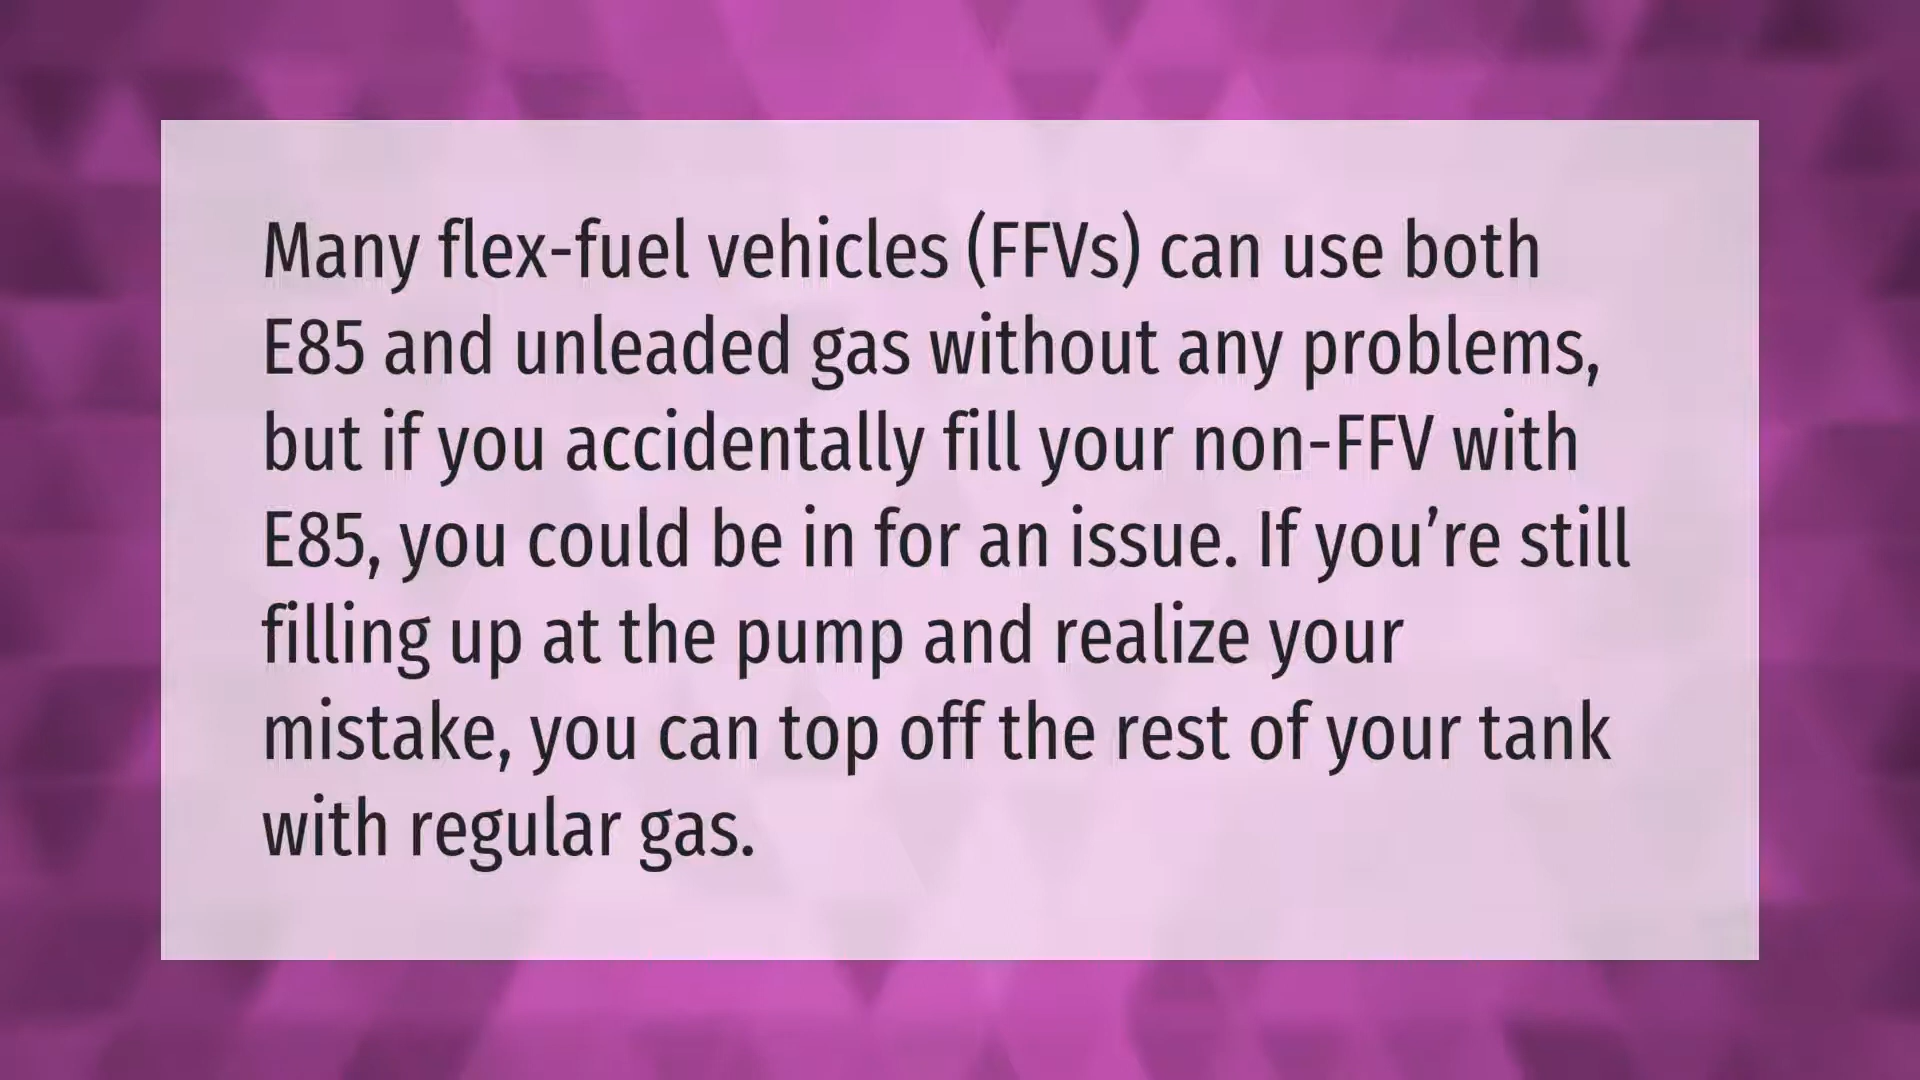 Many flex-fuel vehicles (FFVs) can use both
E85 and unleaded gas without any problems,
but if you accidentally fill your non-FFV with
E85, you could be in for an issue. If you’re still
filling up at the pump and realize your
mistake, you can top off the rest of your tank
with regular gas.